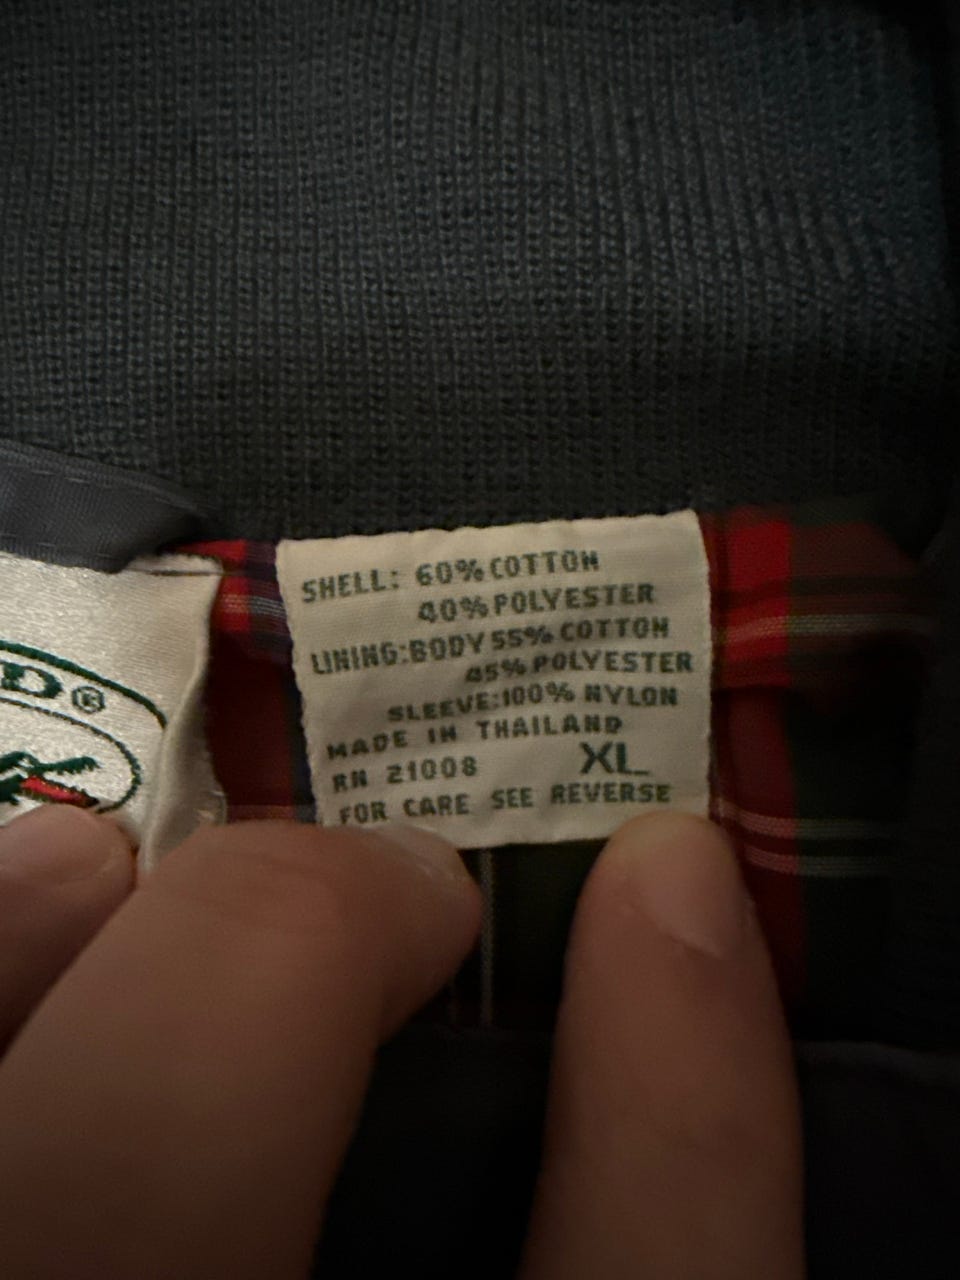 D®
SHELL: 60% COTTON
40% POLYESTER
LINING:BODY 55% COTTON
45% POLYESTER
SLEEVE:100% NYLON
MADE IN THAILAND
RN 21008 XL
FOR CARE SEE REVERSE